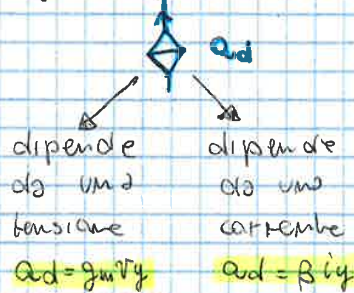 ad
dipende
da una
tensione
ad = gm vy
dipende
da una
corrente
ad = β iy